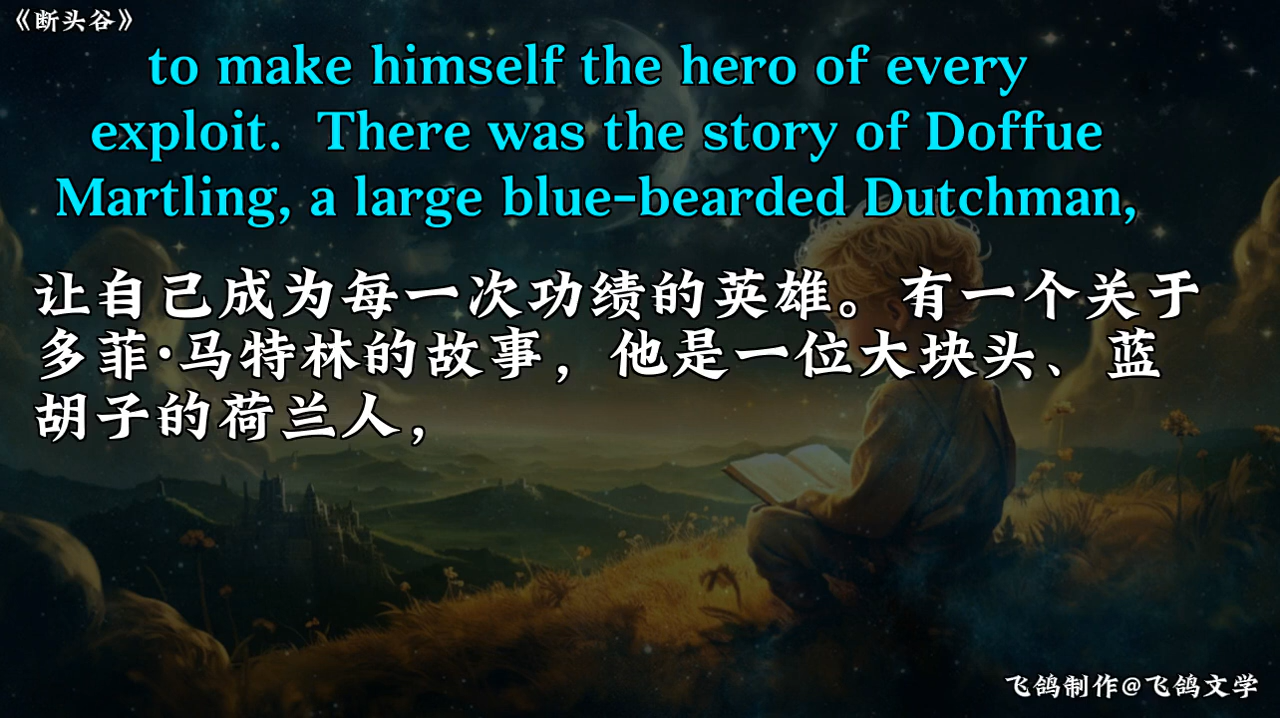 《断头谷》
to make himself the hero of every
exploit. There was the story of Doffue
Martling, a large blue-bearded Dutchman,
让自己成为每一次功绩的英雄。有一个关于
多菲·马特林的故事，他是一位大块头、蓝
胡子的荷兰人，
飞鸽制作@飞鸽文学